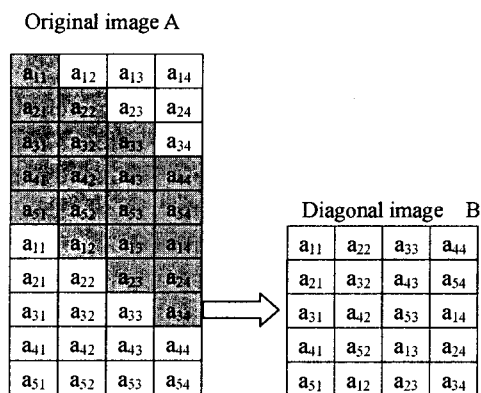 Original image A
a11 a12 a13 a14
a21 a22 a23 a24
a31 a32 a33 a34
a41 a42 a43 a44
a51 a52 a53 a54
a11 a12 a13 a14
a21 a22 a23 a24
a31 a32 a33 a34
a41 a42 a43 a44
a51 a52 a53 a54
Diagonal image B
a11 a22 a33 a44
a21 a32 a43 a54
a31 a42 a53 a14
a41 a52 a13 a24
a51 a12 a23 a34